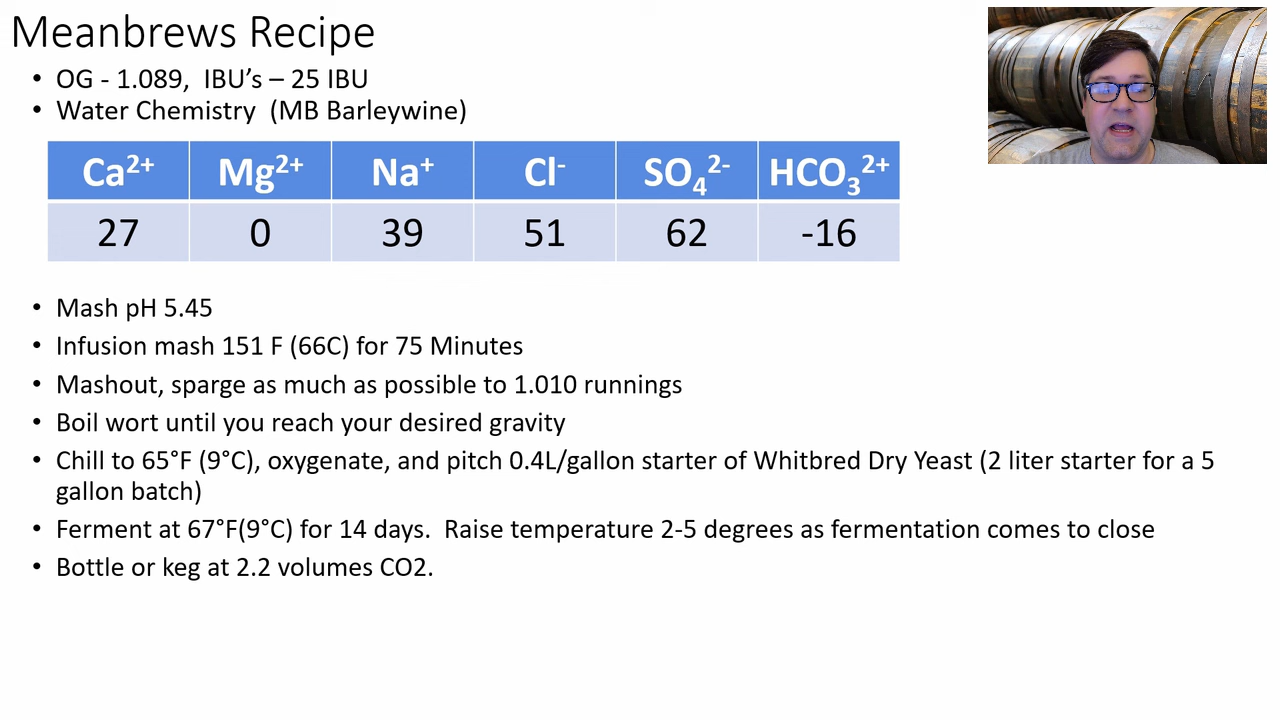 Meanbrews Recipe
• OG - 1.089, IBU’s – 25 IBU
• Water Chemistry (MB Barleywine)
Ca2+ Mg2+ Na+ Cl- SO42- HCO32+
27 0 39 51 62 -16
• Mash pH 5.45
• Infusion mash 151 F (66C) for 75 Minutes
• Mashout, sparge as much as possible to 1.010 runnings
• Boil wort until you reach your desired gravity
• Chill to 65°F (9°C), oxygenate, and pitch 0.4L/gallon starter of Whitbred Dry Yeast (2 liter starter for a 5
gallon batch)
• Ferment at 67°F(9°C) for 14 days. Raise temperature 2-5 degrees as fermentation comes to close
• Bottle or keg at 2.2 volumes CO2.